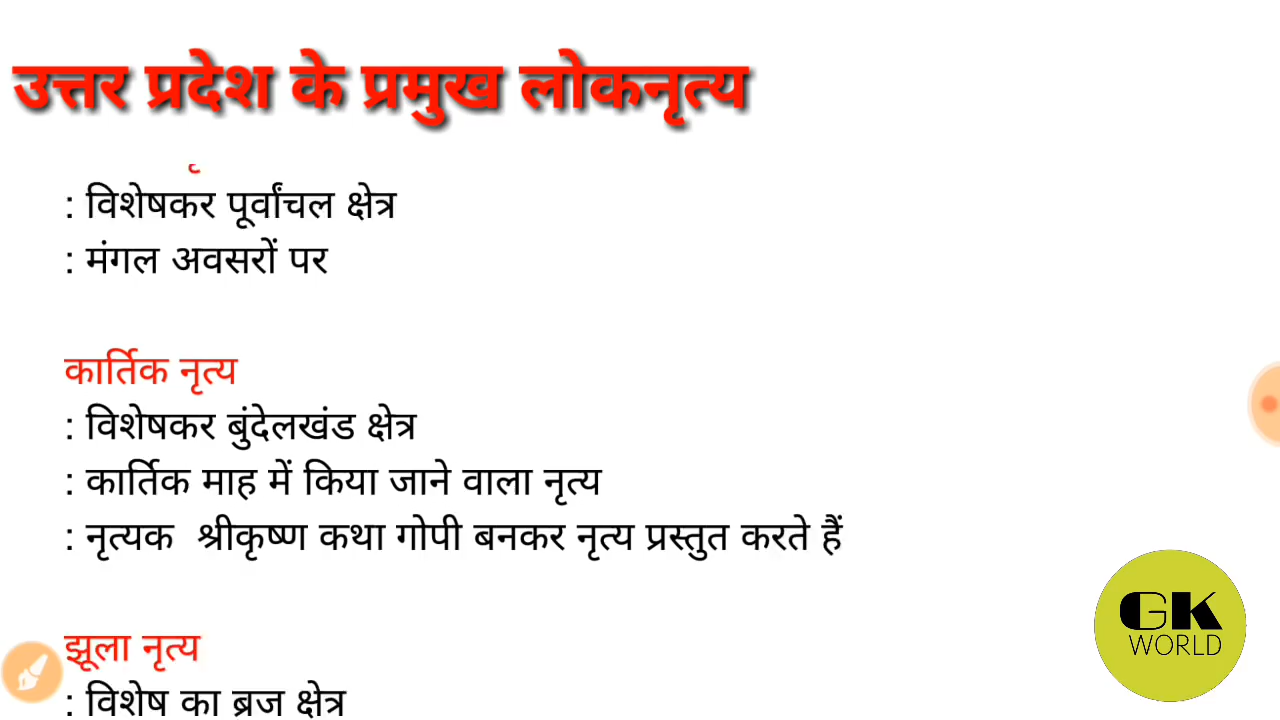 उत्तर प्रदेश के प्रमुख लोकनृत्य
: विशेषकर पूर्वांचल क्षेत्र
: मंगल अवसरों पर
कार्तिक नृत्य
: विशेषकर बुंदेलखंड क्षेत्र
: कार्तिक माह में किया जाने वाला नृत्य
: नृत्यक श्रीकृष्ण कथा गोपी बनकर नृत्य प्रस्तुत करते हैं
झूला नृत्य
: विशेष का ब्रज क्षेत्र
GK
WORLD